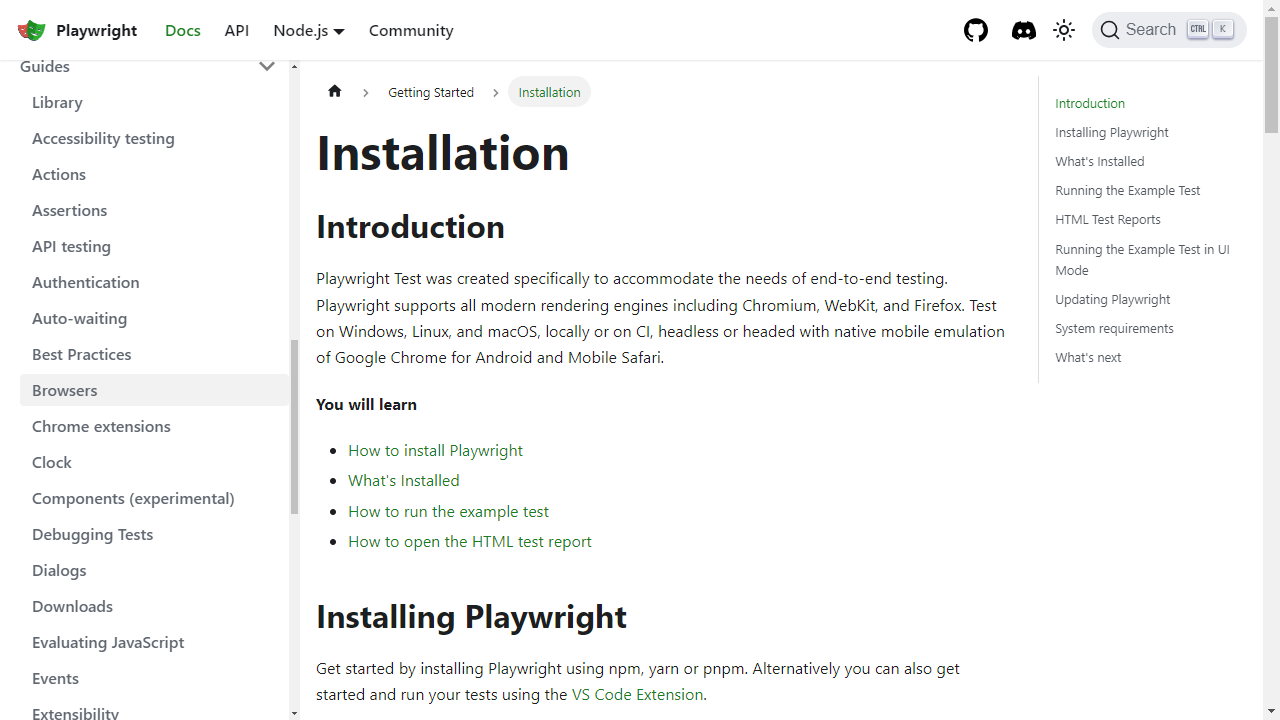 Playwright
Docs
API
Node.js
Community
Search
CTRL
K
Guides
Library
Accessibility testing
Actions
Assertions
API testing
Authentication
Auto-waiting
Best Practices
Browsers
Chrome extensions
Clock
Components (experimental)
Debugging Tests
Dialogs
Downloads
Evaluating JavaScript
Events
Extensibility
Getting Started
Installation
Installation
Introduction
Playwright Test was created specifically to accommodate the needs of end-to-end testing.
Playwright supports all modern rendering engines including Chromium, WebKit, and Firefox. Test
on Windows, Linux, and macOS, locally or on CI, headless or headed with native mobile emulation
of Google Chrome for Android and Mobile Safari.
You will learn
How to install Playwright
What's Installed
How to run the example test
How to open the HTML test report
Installing Playwright
Get started by installing Playwright using npm, yarn or pnpm. Alternatively you can also get
started and run your tests using the VS Code Extension.
Introduction
Installing Playwright
What's Installed
Running the Example Test
HTML Test Reports
Running the Example Test in UI
Mode
Updating Playwright
System requirements
What's next